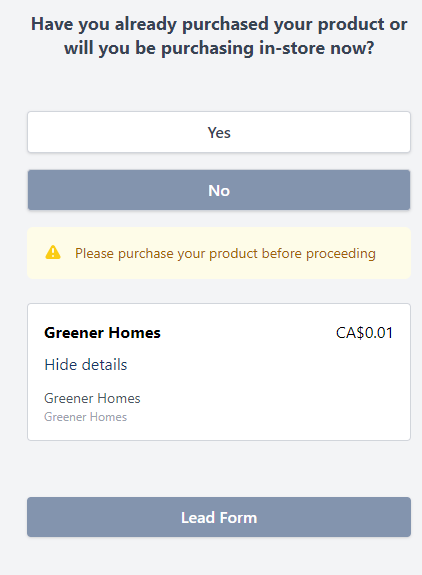 Have you already purchased your product or
will you be purchasing in-store now?
Yes
No
Please purchase your product before proceeding
Greener Homes CA$0.01
Hide details
Greener Homes
Greener Homes
Lead Form